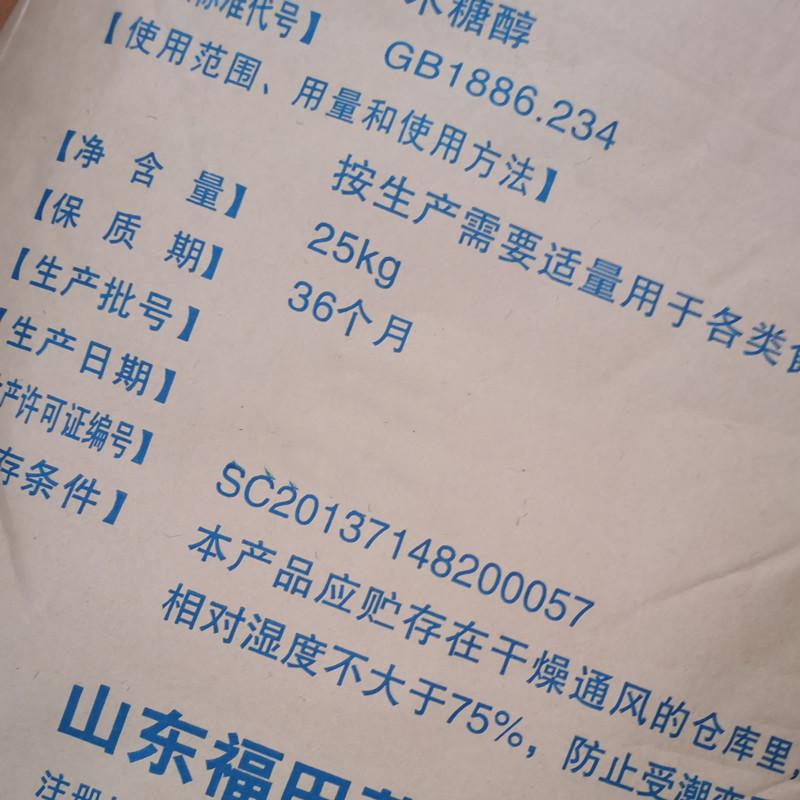 木糖醇
标准代号】 GB1886.234
【使用范围、用量和使用方法】
按生产需要适量用于各类食
【净含量】 25kg
【保质期】 36个月
【生产批号】
【生产日期】
产许可证编号】 SC20137148200057
存条件】 本产品应贮存在干燥通风的仓库里，
相对湿度不大于75%，防止受潮变
山东福田药
注册